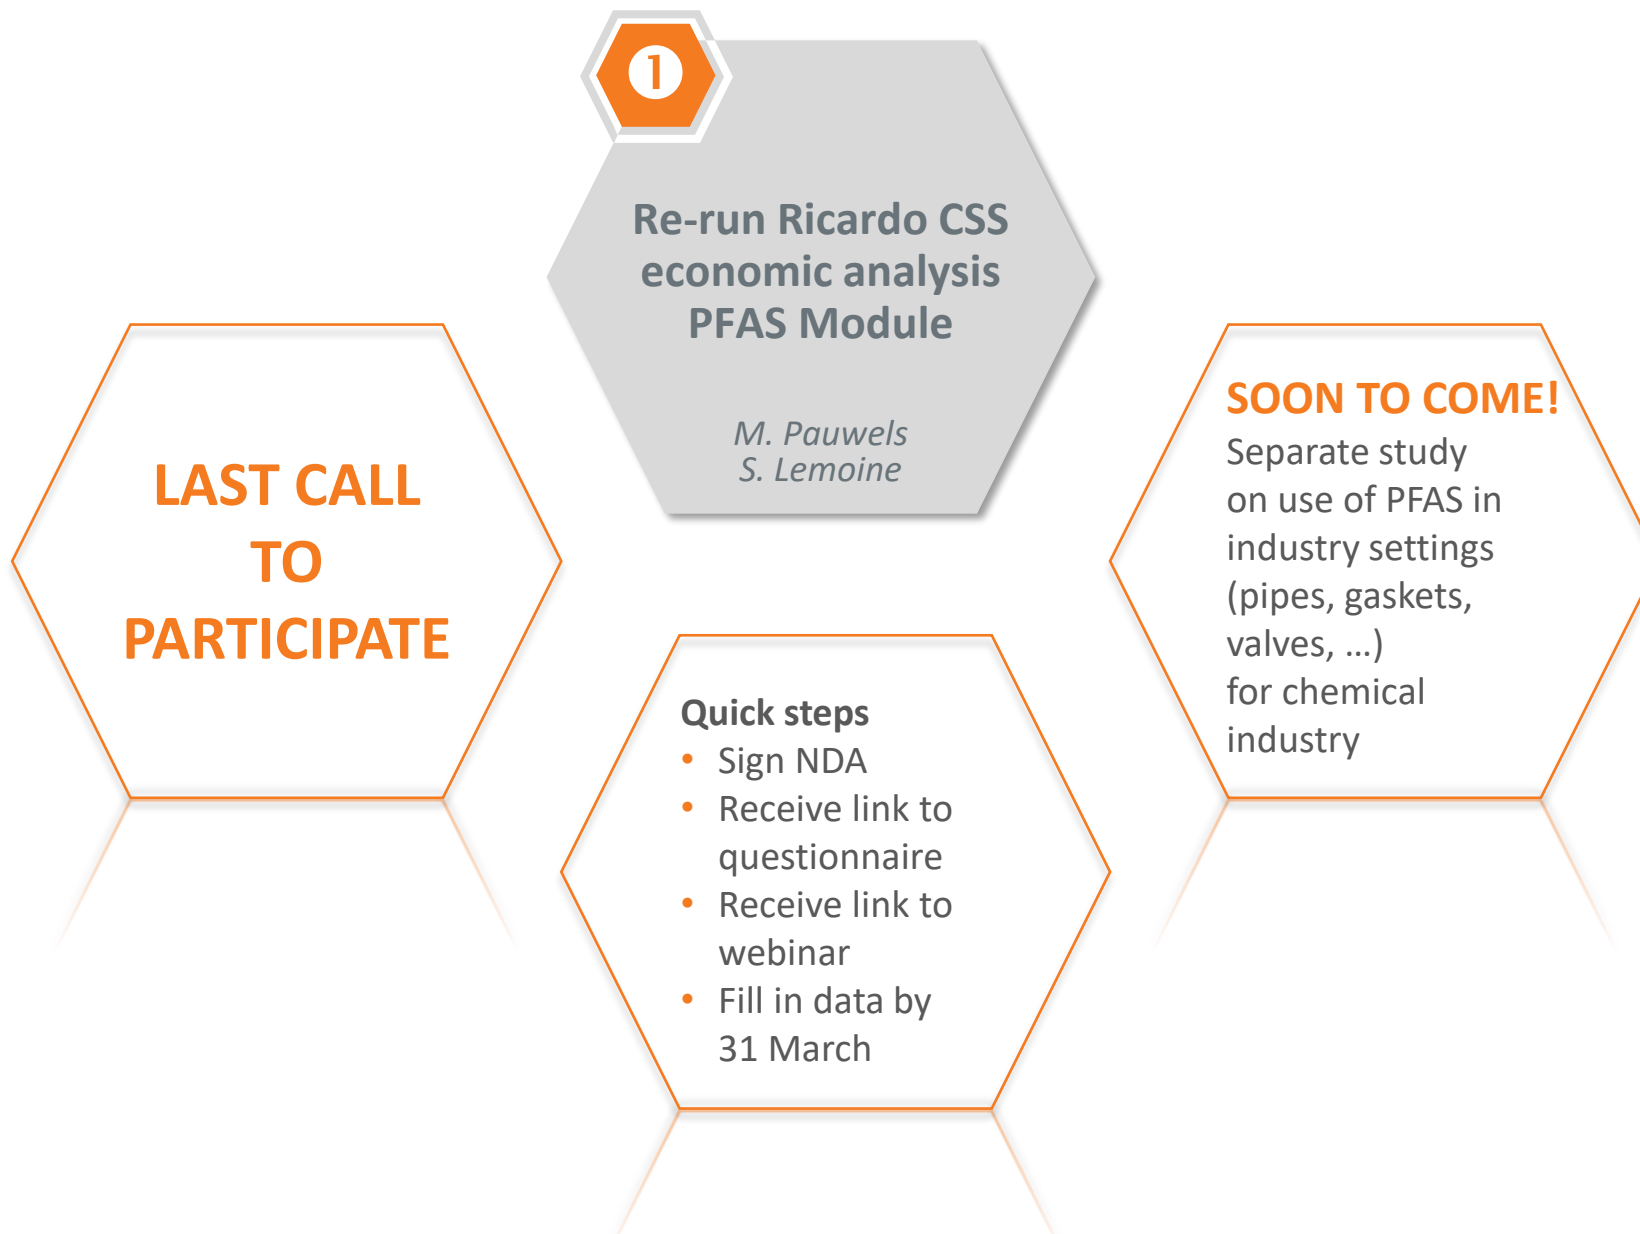 1
Re-run Ricardo CSS
economic analysis
PFAS Module
M. Pauwels
S. Lemoine
LAST CALL
TO
PARTICIPATE
Quick steps
• Sign NDA
• Receive link to
questionnaire
• Receive link to
webinar
• Fill in data by
31 March
SOON TO COME!
Separate study
on use of PFAS in
industry settings
(pipes, gaskets,
valves, …)
for chemical
industry